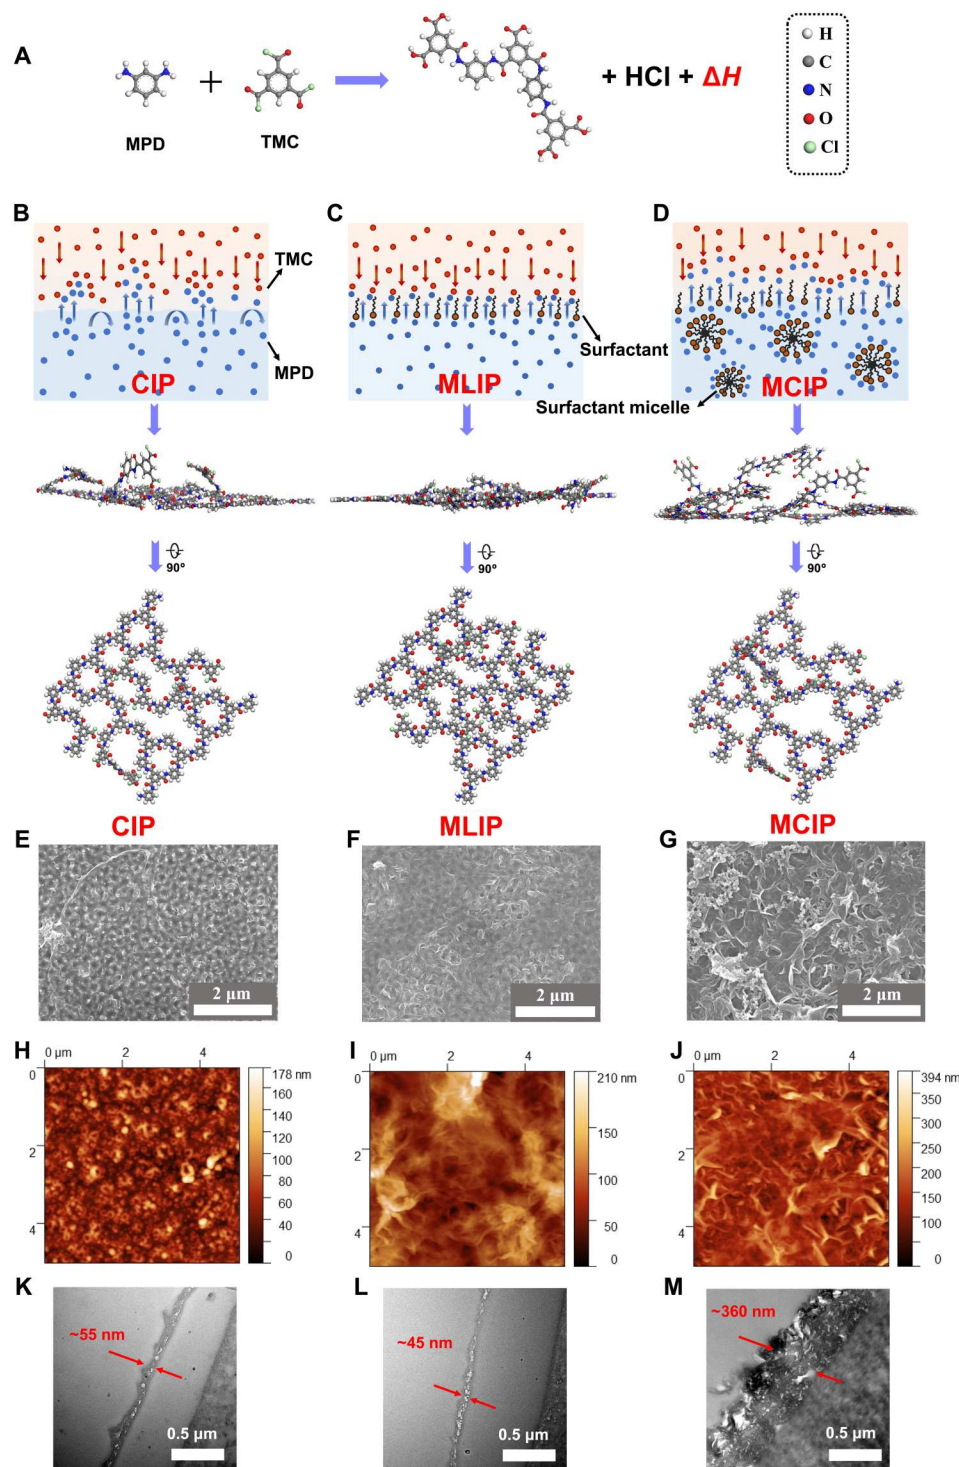 A
MPD
+
TMC
+ HCl + ΔH
H
C
N
O
Cl
B
C
D
TMC
MPD
CIP
Surfactant
MLIP
Surfactant micelle
MCIP
90°
90°
90°
CIP
MLIP
MCIP
E
F
G
2 μm
2 μm
2 μm
H
0 μm
2
4
0
2
4
178 nm
160
140
120
100
80
60
40
20
0
I
0 μm
2
4
0
2
4
210 nm
150
100
50
0
J
0 μm
2
4
0
2
4
394 nm
350
300
250
200
150
100
50
0
K
~55 nm
0.5 μm
L
~45 nm
0.5 μm
M
~360 nm
0.5 μm